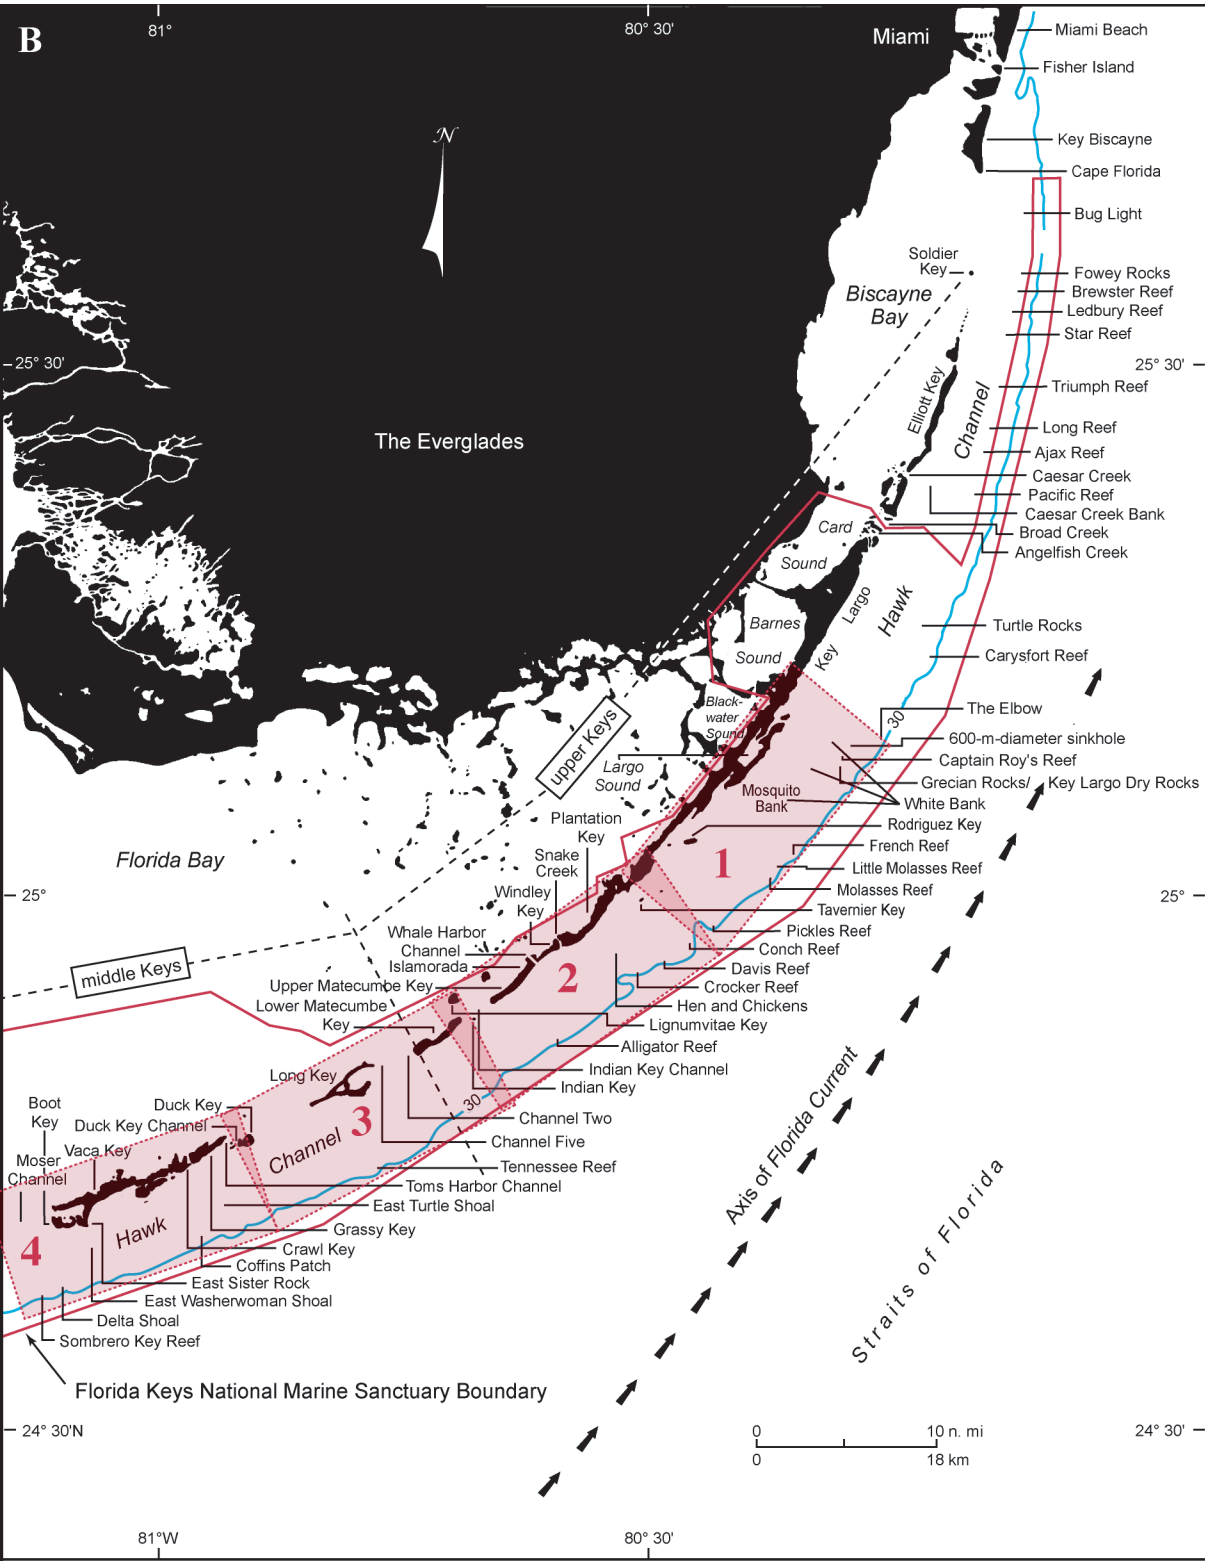 B
81°
80° 30'
Miami
Miami Beach
Fisher Island
N
Key Biscayne
Cape Florida
Bug Light
Soldier
Key
Fowey Rocks
Biscayne
Bay
Brewster Reef
Ledbury Reef
Star Reef
25° 30'
25° 30'
Elliott Key
Triumph Reef
Channel
Long Reef
The Everglades
Ajax Reef
Caesar Creek
Pacific Reef
Caesar Creek Bank
Card
Sound
Broad Creek
Angelfish Creek
Key Largo
Hawk
Barnes
Sound
Turtle Rocks
Carysfort Reef
Black-
water
Sound
upper Keys
The Elbow
30
600-m-diameter sinkhole
Captain Roy's Reef
Largo
Sound
Grecian Rocks/ Key Largo Dry Rocks
Mosquito
Bank
White Bank
Plantation
Key
Rodriguez Key
French Reef
1
Florida Bay
Snake
Creek
Little Molasses Reef
Molasses Reef
25°
25°
Windley
Key
Tavernier Key
Pickles Reef
Whale Harbor
Channel
Conch Reef
middle Keys
Islamorada
2
Davis Reef
Upper Matecumbe Key
Crocker Reef
Lower Matecumbe
Key
Hen and Chickens
Lignumvitae Key
Alligator Reef
Indian Key Channel
Long Key
Indian Key
Boot
Key
Duck Key
30
Duck Key Channel
3
Channel Two
Channel
Channel Five
Vaca Key
Moser
Channel
Tennessee Reef
Toms Harbor Channel
East Turtle Shoal
Hawk
Grassy Key
4
Crawl Key
Coffins Patch
East Sister Rock
East Washerwoman Shoal
Delta Shoal
Sombrero Key Reef
Axis of Florida Current
Straits of Florida
Florida Keys National Marine Sanctuary Boundary
24° 30'N
24° 30'
0
10 n. mi
0
18 km
81°W
80° 30'